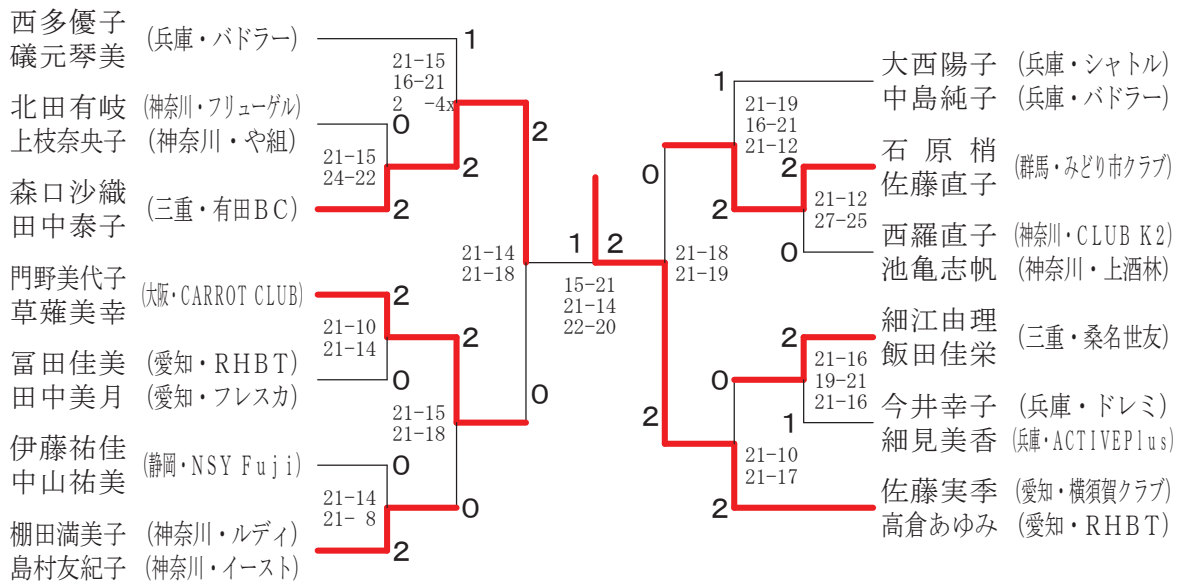 西多優子 (兵庫・バドラー)
礒元琴美
1
21-15
16-21
2 -4x
北田有岐 (神奈川・フリューゲル)
上枝奈央子 (神奈川・や組)
0
21-15
24-22
2
森口沙織 (三重・有田BC)
田中泰子
2
2
門野美代子 (大阪・CARROT CLUB)
草薙美幸
2
21-10
21-14
2
冨田佳美 (愛知・RHBT)
田中美月 (愛知・フレスカ)
0
21-15
21-18
21-14
21-18
0
伊藤祐佳 (静岡・NSY Fuji)
中山祐美
0
21-14
21- 8
0
棚田満美子 (神奈川・ルディ)
島村友紀子 (神奈川・イースト)
2
1 2
15-21
21-14
22-20
大西陽子 (兵庫・シャトル)
中島純子 (兵庫・バドラー)
1
21-19
16-21
21-12
0
石原梢 (群馬・みどり市クラブ)
佐藤直子
2
2
21-12
27-25
西羅直子 (神奈川・CLUB K2)
池亀志帆 (神奈川・上酒林)
0
21-18
21-19
細江由理 (三重・桑名世友)
飯田佳栄
2
0
21-16
19-21
21-16
今井幸子 (兵庫・ドレミ)
細見美香 (兵庫・ACTIVEPlus)
1
2
21-10
21-17
佐藤実季 (愛知・横須賀クラブ)
高倉あゆみ (愛知・RHBT)
2